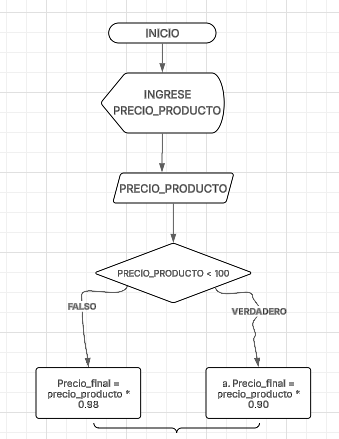 INICIO
INGRESE
PRECIO_PRODUCTO
PRECIO_PRODUCTO
PRECIO_PRODUCTO < 100
FALSO
VERDADERO
Precio_final =
precio_producto *
0.98
a. Precio_final =
precio_producto *
0.90